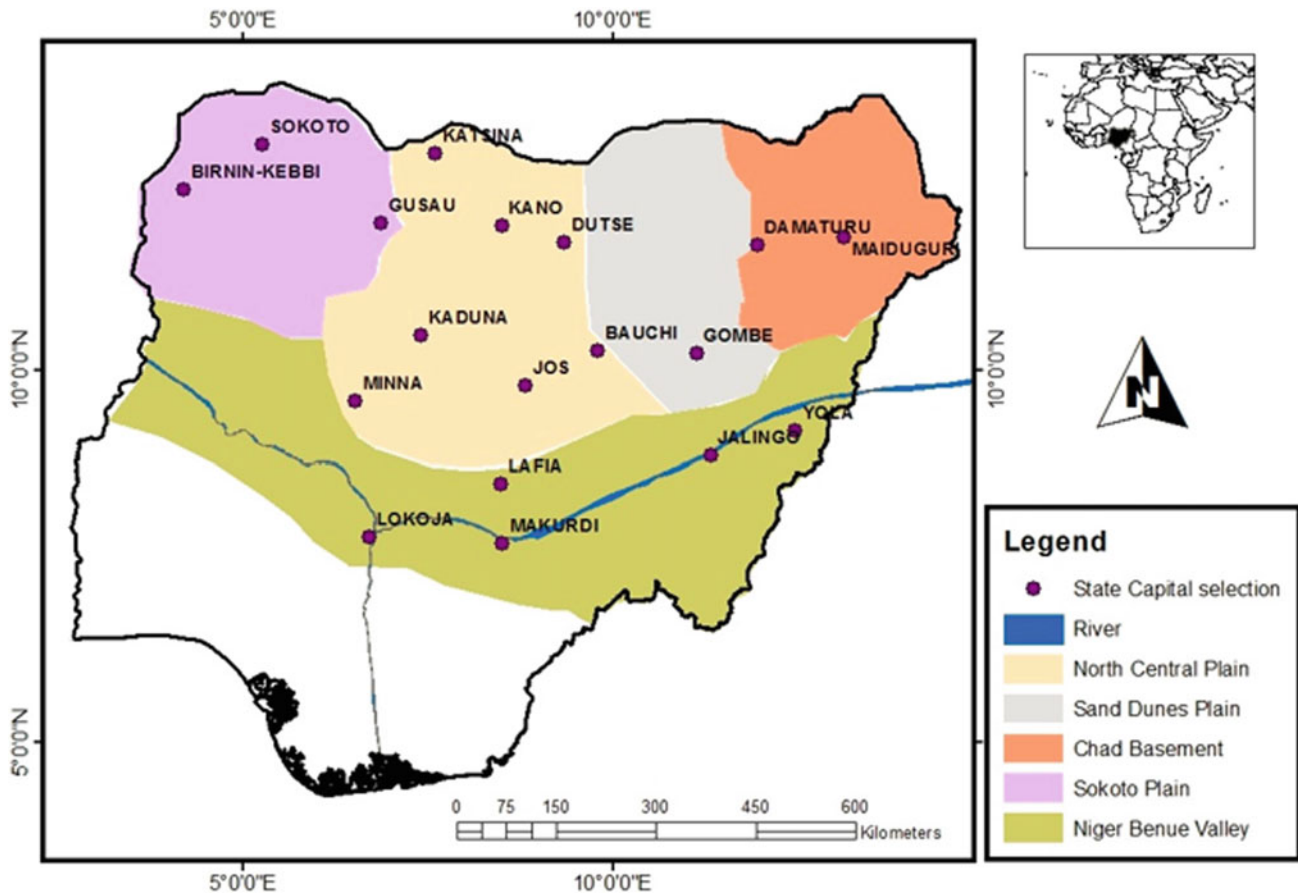 5°0'0"E
10°0'0"E
SOKOTO
KATSINA
BIRNIN-KEBBI
GUSAU
KANO
DUTSE
DAMATURU
MAIDUGURI
KADUNA
BAUCHI
GOMBE
10°0'0"N
10°0'0"N
JOS
MINNA
YOLA
JALINGO
LAFIA
LOKOJA
MAKURDI
N
5°0'0"N
0 75 150 300 450 600
Kilometers
5°0'0"E
10°0'0"E
Legend
State Capital selection
River
North Central Plain
Sand Dunes Plain
Chad Basement
Sokoto Plain
Niger Benue Valley